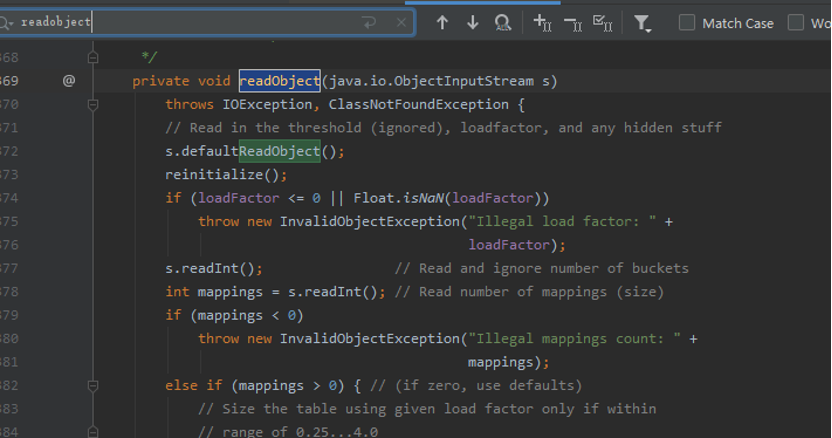 readobject
Match Case
Wo
368 */
369 @ private void readObject(java.io.ObjectInputStream s)
370 throws IOException, ClassNotFoundException {
371 // Read in the threshold (ignored), loadfactor, and any hidden stuff
372 s.defaultReadObject();
373 reinitialize();
374 if (loadFactor <= 0 || Float.isNaN(loadFactor))
375 throw new InvalidObjectException("Illegal load factor: " +
376 loadFactor);
377 s.readInt(); // Read and ignore number of buckets
378 int mappings = s.readInt(); // Read number of mappings (size)
379 if (mappings < 0)
380 throw new InvalidObjectException("Illegal mappings count: " +
381 mappings);
382 else if (mappings > 0) { // (if zero, use defaults)
383 // Size the table using given load factor only if within
384 // range of 0.25...4.0